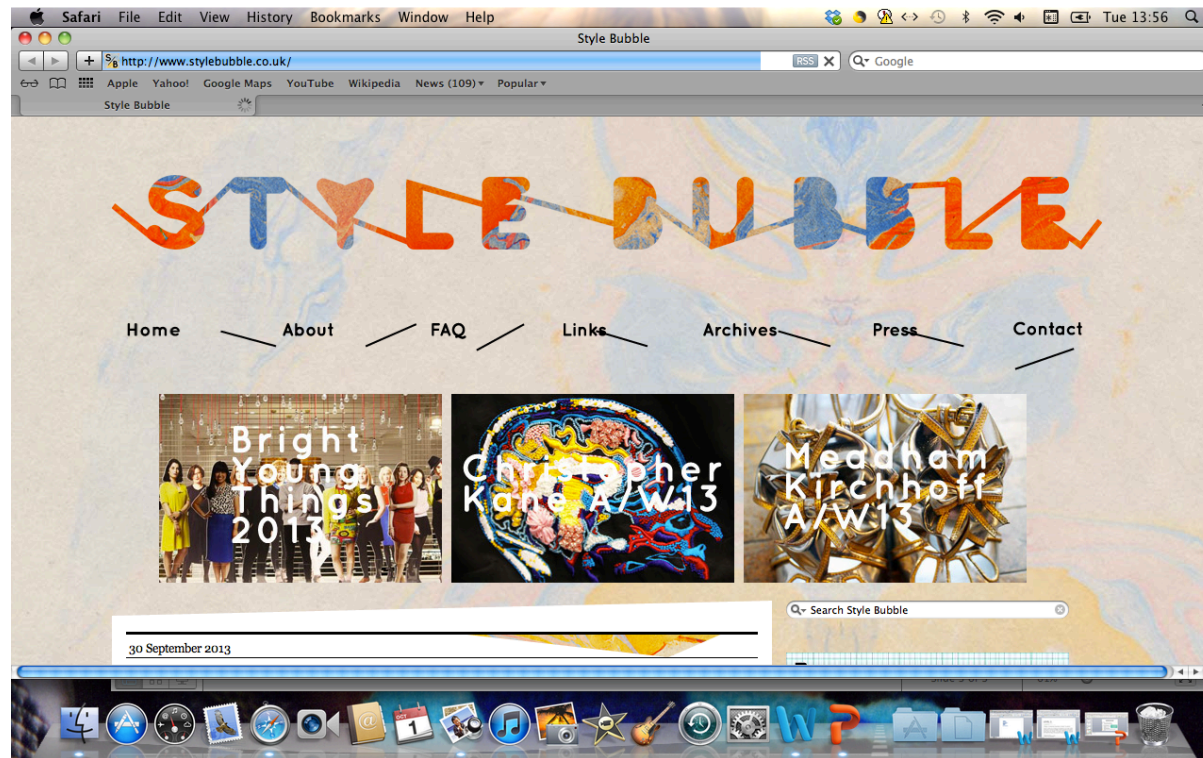 Safari File Edit View History Bookmarks Window Help Tue 13:56
Style Bubble
http://www.stylebubble.co.uk/ RSS Google
Apple Yahoo! Google Maps YouTube Wikipedia News (109) Popular
Style Bubble
STYLE BUBBLE
Home About FAQ Links Archives Press Contact
Bright
Young
Things
2013
Christopher
Kane A/W13
Meadham
Kirchhoff
A/W13
Search Style Bubble
30 September 2013
OCT
1